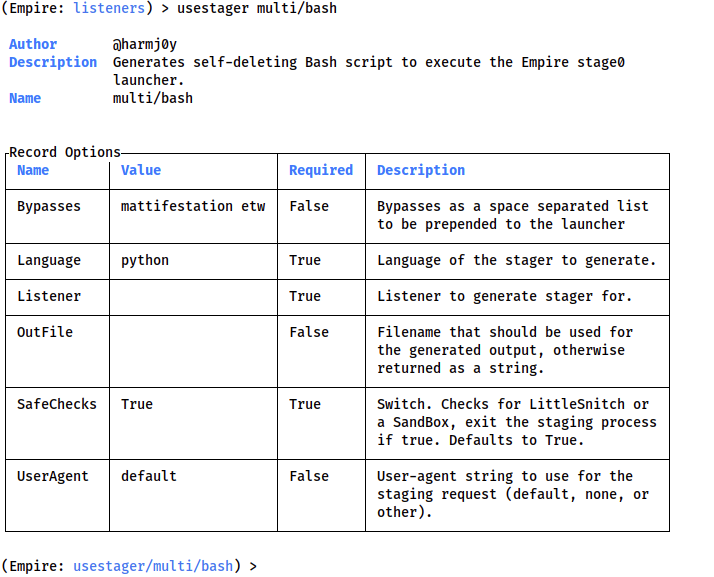 (Empire: listeners) > usestager multi/bash
Author @harmj0y
Description Generates self-deleting Bash script to execute the Empire stage0
launcher.
Name multi/bash
Record Options
Name Value Required Description
Bypasses mattifestation etw False Bypasses as a space separated list
to be prepended to the launcher
Language python True Language of the stager to generate.
Listener True Listener to generate stager for.
OutFile False Filename that should be used for
the generated output, otherwise
returned as a string.
SafeChecks True True Switch. Checks for LittleSnitch or
a SandBox, exit the staging process
if true. Defaults to True.
UserAgent default False User-agent string to use for the
staging request (default, none, or
other).
(Empire: usestager/multi/bash) >